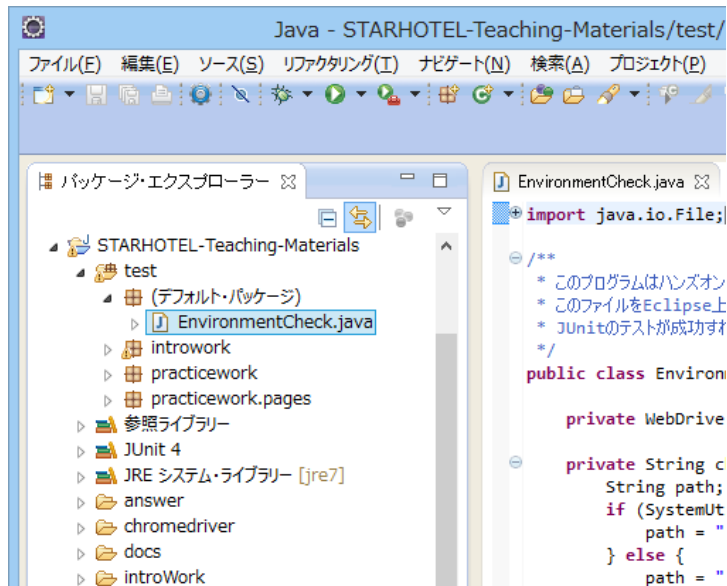 Java - STARHOTEL-Teaching-Materials/test/
ファイル(F) 編集(E) ソース(S) リファクタリング(T) ナビゲート(N) 検索(A) プロジェクト(P)
パッケージ・エクスプローラー
STARHOTEL-Teaching-Materials
test
(デフォルト・パッケージ)
EnvironmentCheck.java
introwork
practicework
practicework.pages
参照ライブラリー
JUnit 4
JRE システム・ライブラリー [jre7]
answer
chromedriver
docs
introWork
EnvironmentCheck.java
import java.io.File;
/**
* このプログラムはハンズオン
* このファイルをEclipse上
* JUnitのテストが成功すれ
*/
public class Environ
private WebDrive
private String c
String path;
if (SystemUt
path = "
} else {
path = "